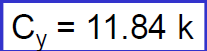 Cy = 11.84 k